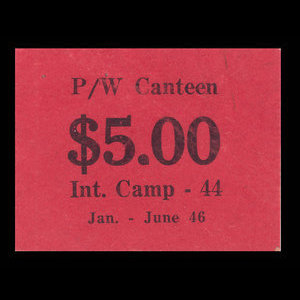 P/W Canteen
$5.00
Int. Camp - 44
Jan. - June 46